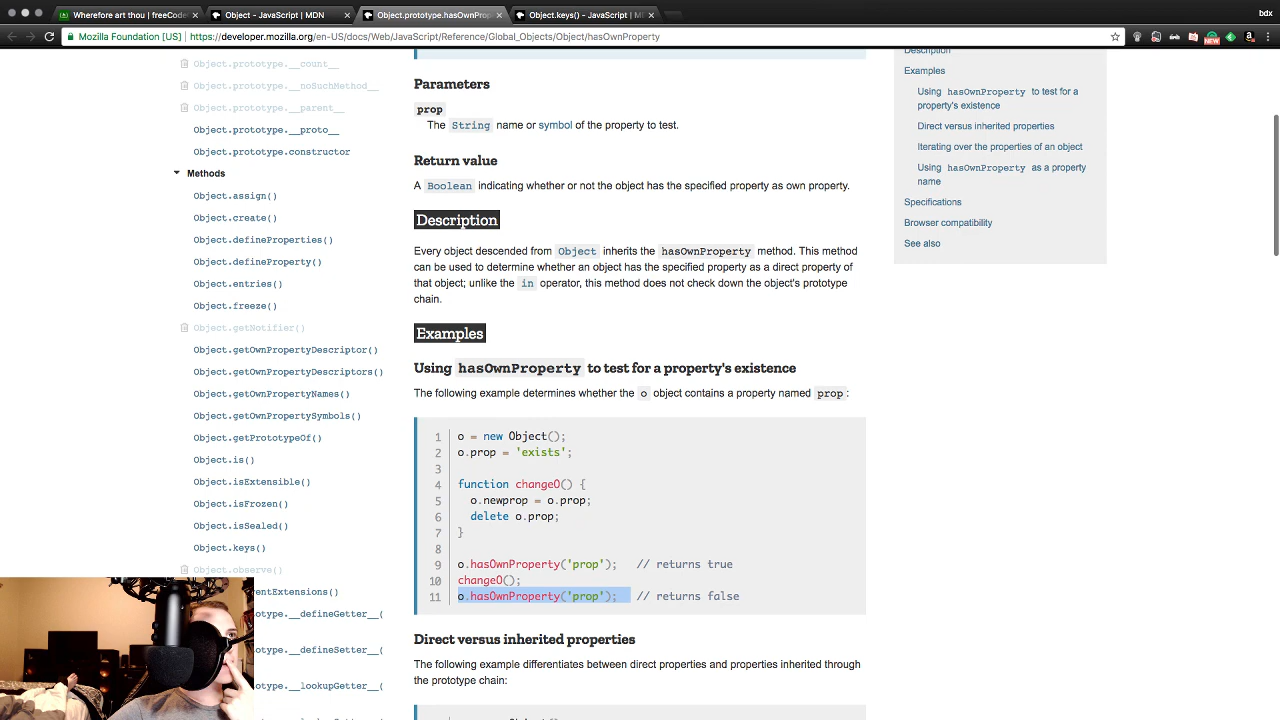 Wherefore art thou | freeCode
Object - JavaScript | MDN
Object.prototype.hasOwnProp
Object.keys() - JavaScript | M
bdx
Mozilla Foundation [US]
https://developer.mozilla.org/en-US/docs/Web/JavaScript/Reference/Global_Objects/Object/hasOwnProperty
NEW
Object.prototype.__count__
Object.prototype.__noSuchMethod__
Object.prototype.__parent__
Object.prototype.__proto__
Object.prototype.constructor
Methods
Object.assign()
Object.create()
Object.defineProperties()
Object.defineProperty()
Object.entries()
Object.freeze()
Object.getNotifier()
Object.getOwnPropertyDescriptor()
Object.getOwnPropertyDescriptors()
Object.getOwnPropertyNames()
Object.getOwnPropertySymbols()
Object.getPrototypeOf()
Object.is()
Object.isExtensible()
Object.isFrozen()
Object.isSealed()
Object.keys()
Object.observe()
entExtensions()
totype.__defineGetter__(
totype.__defineSetter__(
totype.__lookupGetter__(
Parameters
prop
The String name or symbol of the property to test.
Return value
A Boolean indicating whether or not the object has the specified property as own property.
Description
Every object descended from Object inherits the hasOwnProperty method. This method
can be used to determine whether an object has the specified property as a direct property of
that object; unlike the in operator, this method does not check down the object's prototype
chain.
Examples
Using hasOwnProperty to test for a property's existence
The following example determines whether the o object contains a property named prop:
1 o = new Object();
2 o.prop = 'exists';
3
4 function changeO() {
5 o.newprop = o.prop;
6 delete o.prop;
7 }
8
9 o.hasOwnProperty('prop'); // returns true
10 changeO();
11 o.hasOwnProperty('prop'); // returns false
Direct versus inherited properties
The following example differentiates between direct properties and properties inherited through
the prototype chain:
Description
Examples
Using hasOwnProperty to test for a
property's existence
Direct versus inherited properties
Iterating over the properties of an object
Using hasOwnProperty as a property
name
Specifications
Browser compatibility
See also